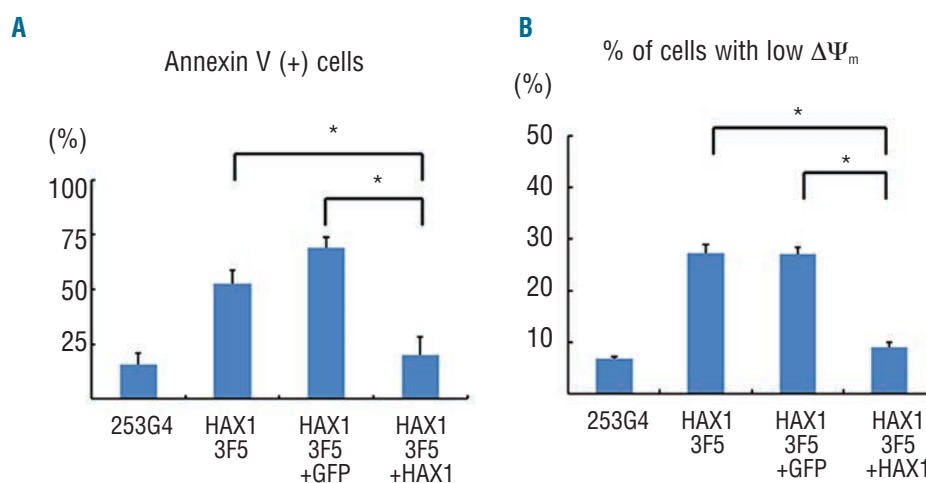 A
Annexin V (+) cells
(%)
*
*
100
75
50
25
253G4
HAX1
3F5
HAX1
3F5
+GFP
HAX1
3F5
+HAX1
B
% of cells with low ΔΨm
(%)
*
*
50
40
30
20
10
253G4
HAX1
3F5
HAX1
3F5
+GFP
HAX1
3F5
+HAX1